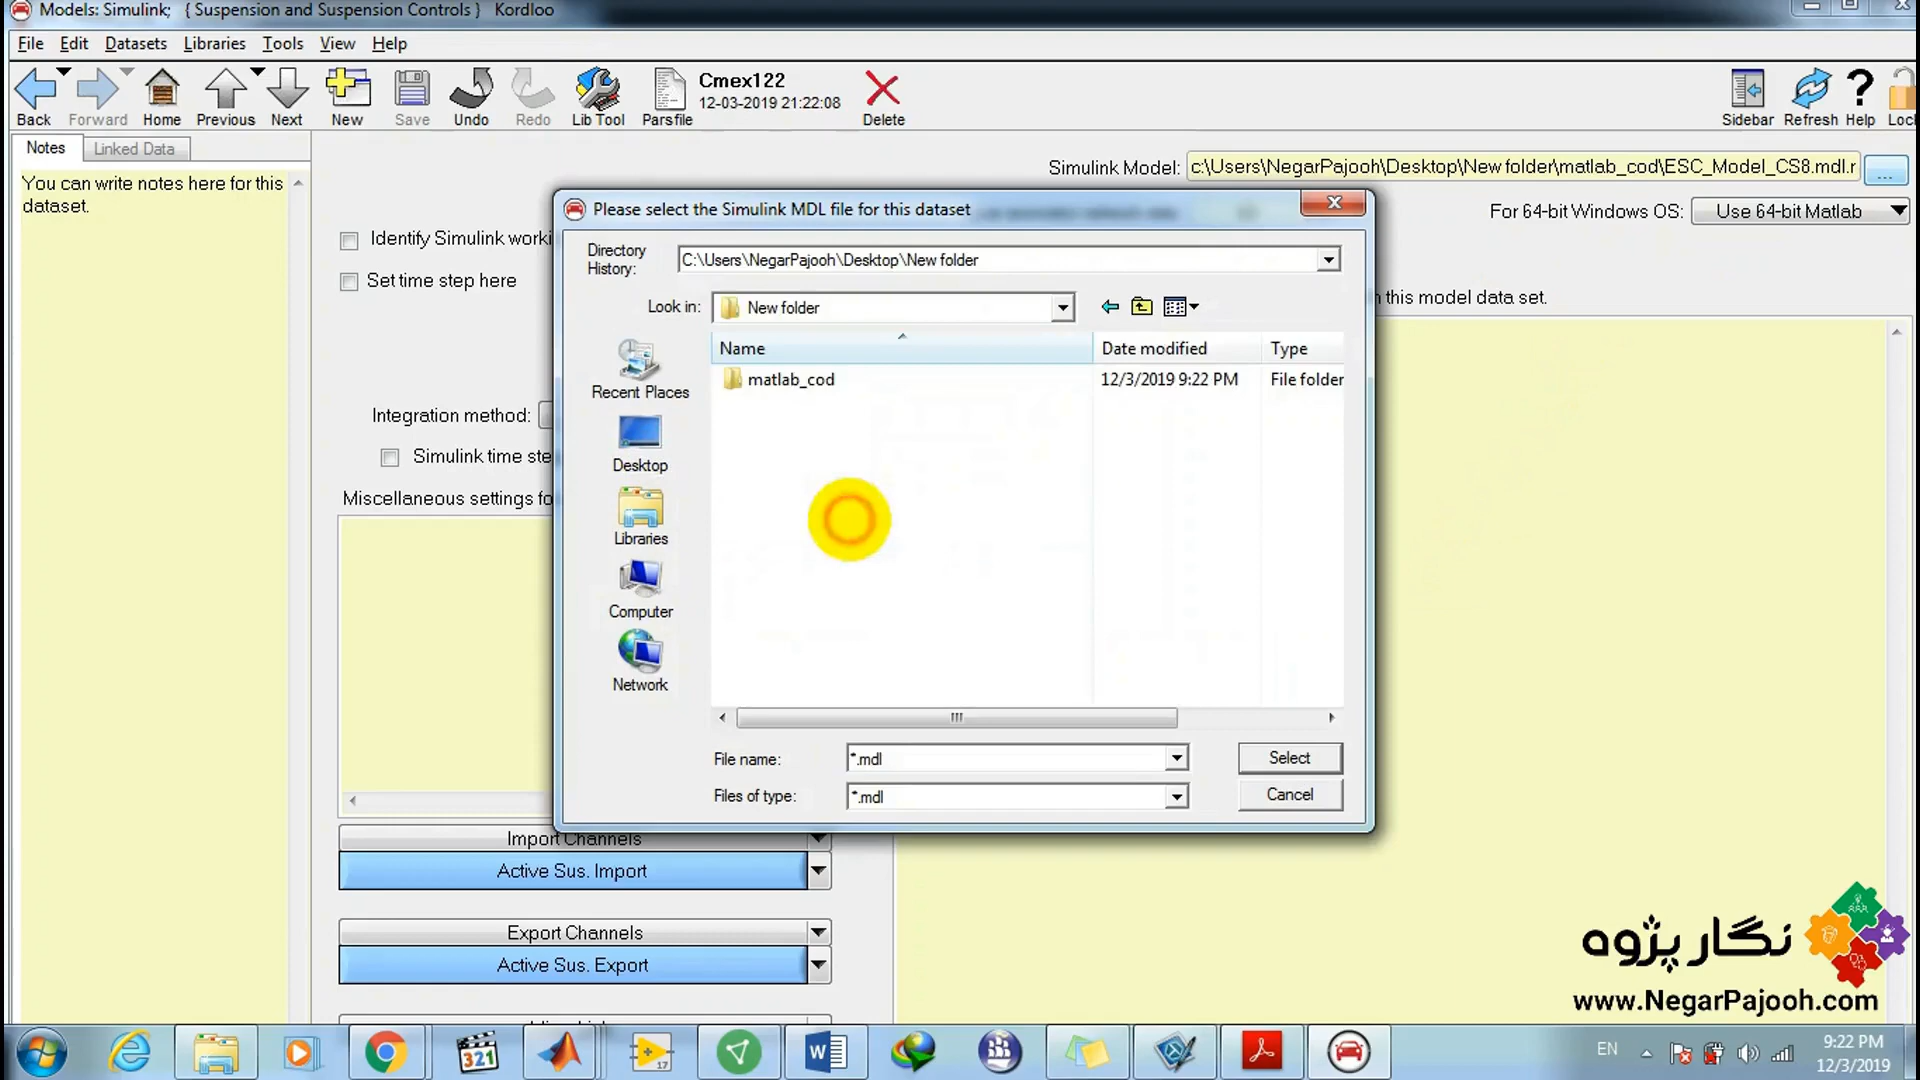 Models: Simulink; { Suspension and Suspension Controls } Kordloo
File Edit Datasets Libraries Tools View Help
Back Forward Home Previous Next New Save Undo Redo Lib Tool Parsfile
Cmex122
12-03-2019 21:22:08
Delete
Sidebar Refresh Help Loc
Notes Linked Data
You can write notes here for this
dataset.
Simulink Model: c:\Users\NegarPajooh\Desktop\New folder\matlab_cod\ESC_Model_CS8.mdl.r ...
For 64-bit Windows OS: Use 64-bit Matlab
Identify Simulink worki
Set time step here
this model data set.
Integration method:
Simulink time ste
Miscellaneous settings fo
Please select the Simulink MDL file for this dataset
Directory
History:
C:\Users\NegarPajooh\Desktop\New folder
Look in: New folder
Name Date modified Type
matlab_cod 12/3/2019 9:22 PM File folder
Recent Places
Desktop
Libraries
Computer
Network
File name: *.mdl Select
Files of type: *.mdl Cancel
Import Channels
Active Sus. Import
Export Channels
Active Sus. Export
نگار پژوه
www.NegarPajooh.com
321
17
EN
9:22 PM
12/3/2019